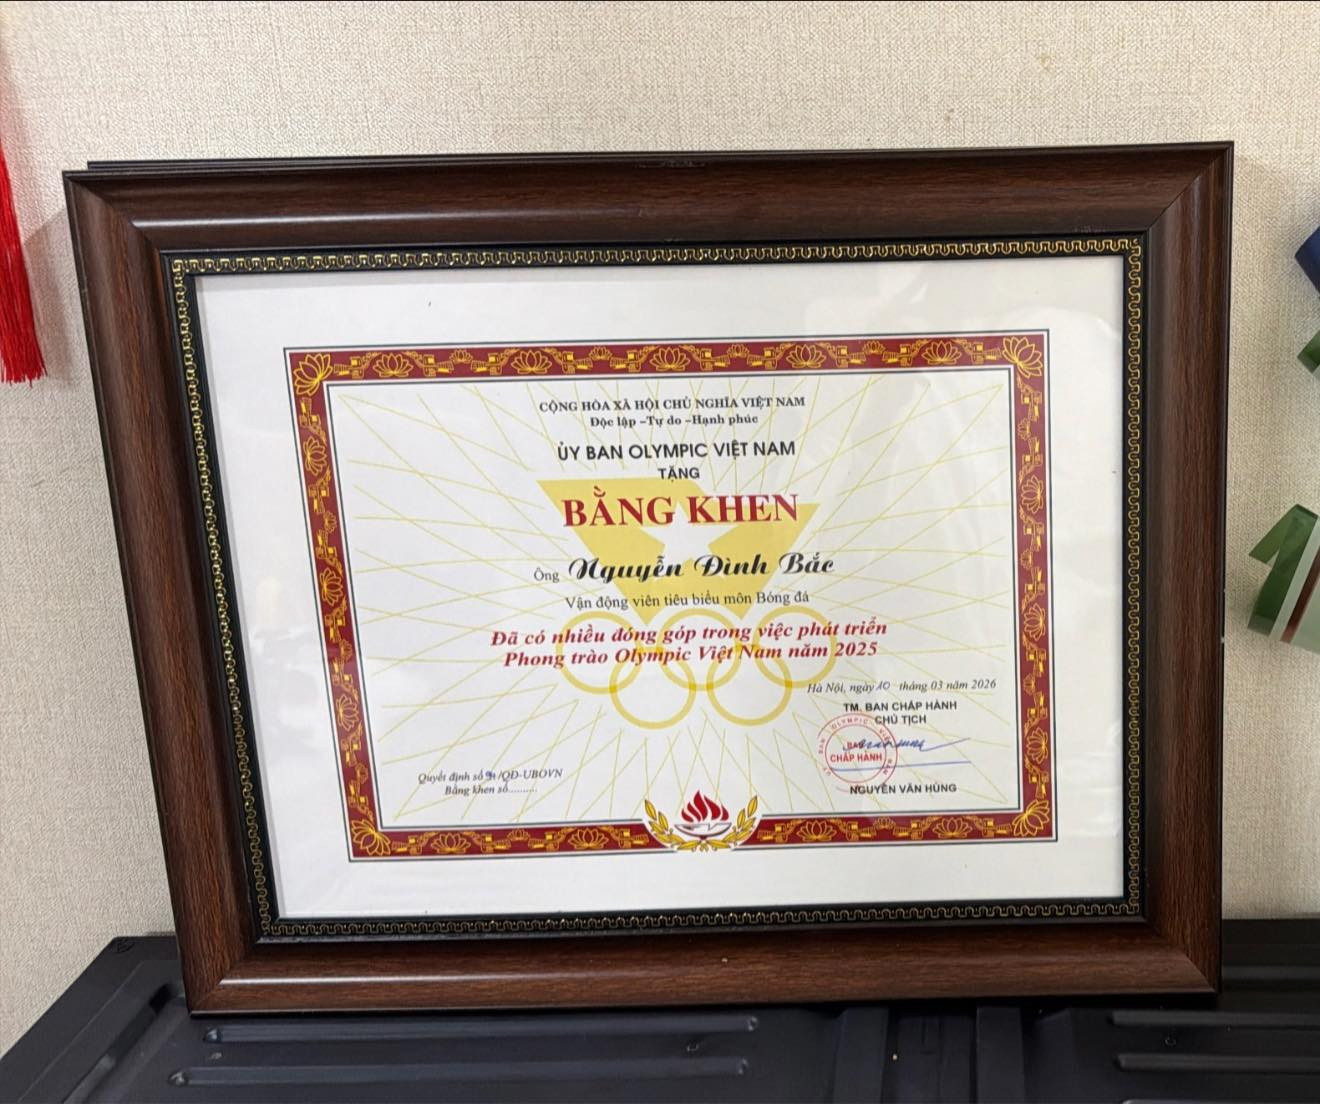 CỘNG HÒA XÃ HỘI CHỦ NGHĨA VIỆT NAM
Độc lập –Tự do –Hạnh phúc
ỦY BAN OLYMPIC VIỆT NAM
TẶNG
BẰNG KHEN
Ông Nguyễn Đình Bắc
Vận động viên tiêu biểu môn Bóng đá
Đã có nhiều đóng góp trong việc phát triển
Phong trào Olympic Việt Nam năm 2025
Hà Nội, ngày 10 tháng 03 năm 2026
TM. BAN CHẤP HÀNH
CHỦ TỊCH
BAN
CHẤP HÀNH
NGUYỄN VĂN HÙNG
Quyết định số /QĐ-UBOVN
Bằng khen số..........